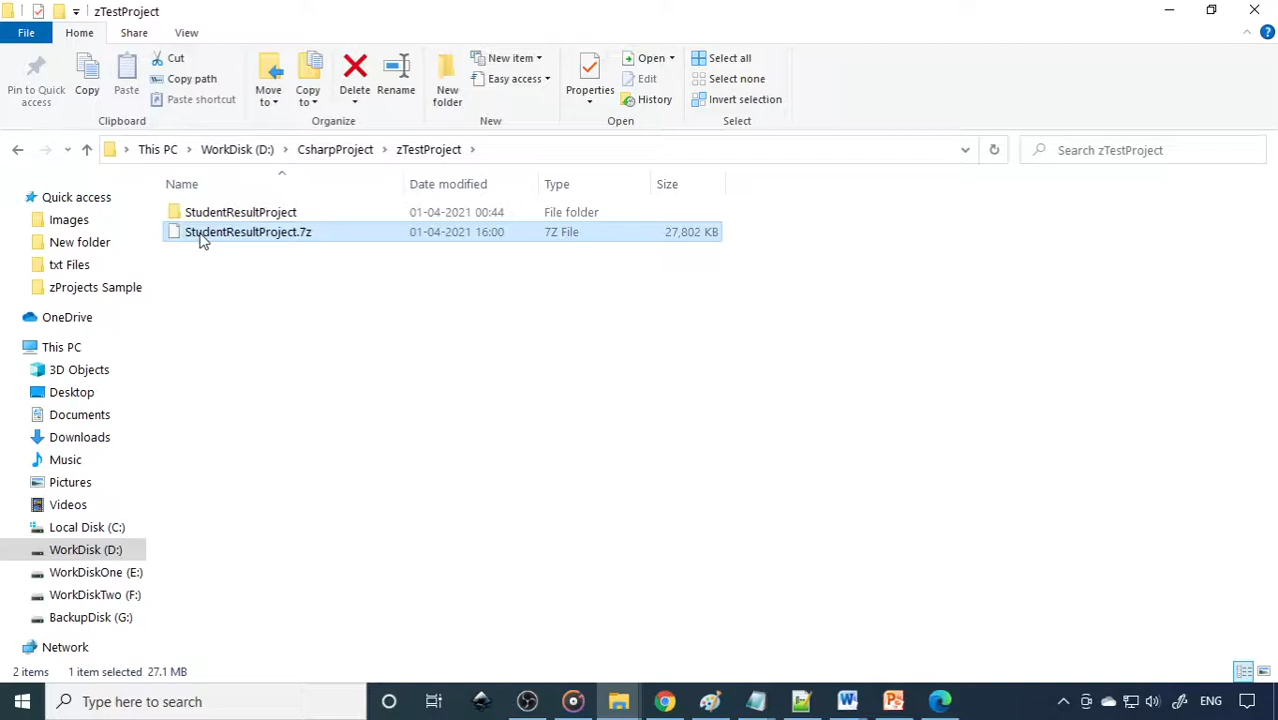 zTestProject
File Home Share View
Pin to Quick access
Copy
Paste
Cut
Copy path
Paste shortcut
Clipboard
Move to
Copy to
Delete
Rename
Organize
New folder
New item
Easy access
New
Properties
Open
Edit
History
Open
Select all
Select none
Invert selection
Select
This PC WorkDisk (D:) CsharpProject zTestProject
Search zTestProject
Name Date modified Type Size
StudentResultProject 01-04-2021 00:44 File folder
StudentResultProject.7z 01-04-2021 16:00 7Z File 27,802 KB
Quick access
Images
New folder
txt Files
zProjects Sample
OneDrive
This PC
3D Objects
Desktop
Documents
Downloads
Music
Pictures
Videos
Local Disk (C:)
WorkDisk (D:)
WorkDiskOne (E:)
WorkDiskTwo (F:)
BackupDisk (G:)
Network
2 items 1 item selected 27.1 MB
Type here to search
ENG